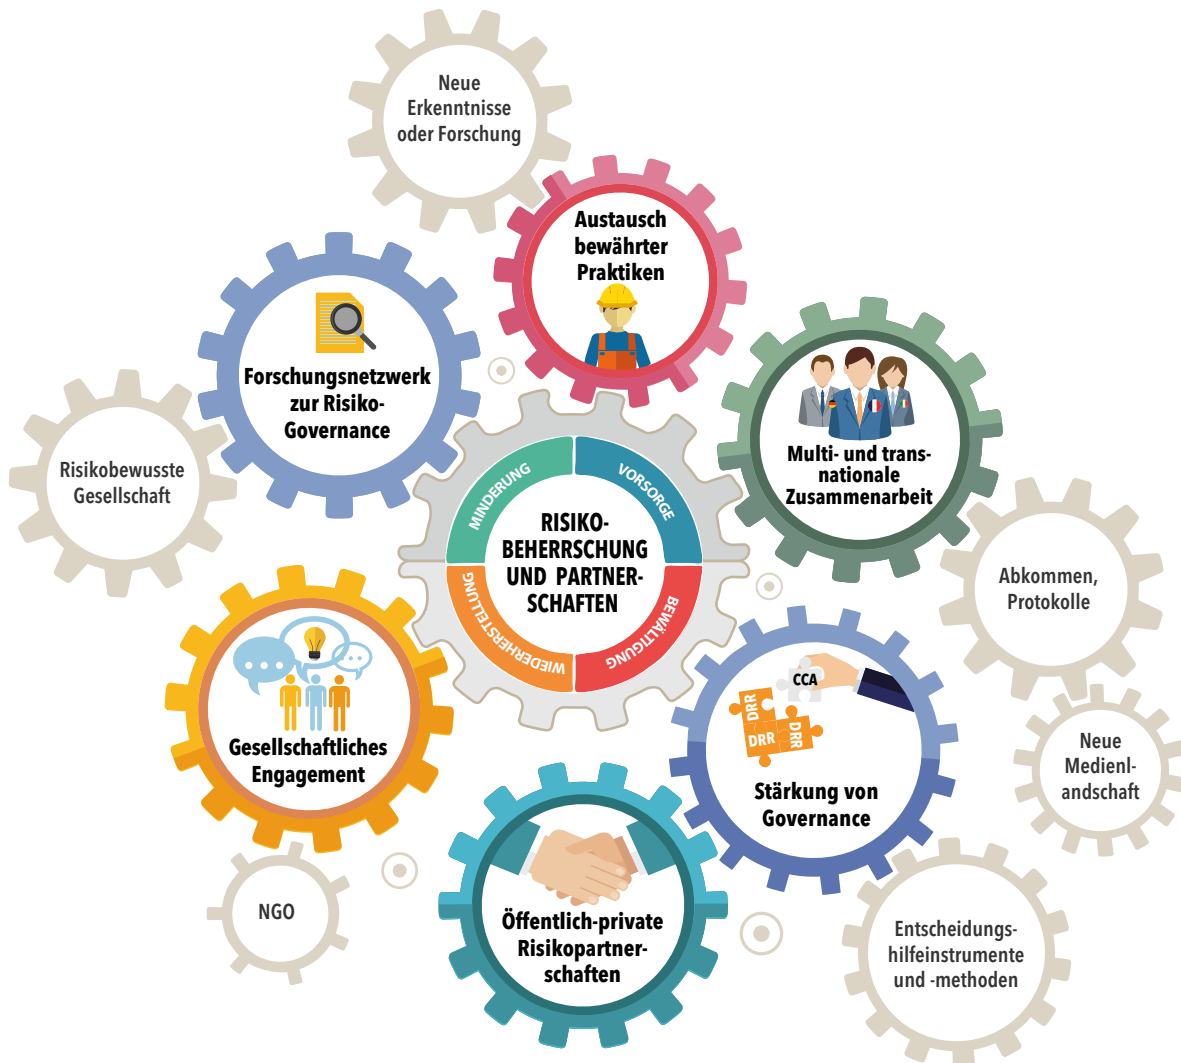 Neue
Erkenntnisse
oder Forschung
Austausch
bewährter
Praktiken
Forschungsnetzwerk
zur Risiko-
Governance
Multi- und trans-
nationale
Zusammenarbeit
Risikobewusste
Gesellschaft
MINDERUNG
VORSORGE
RISIKO-
BEHERRSCHUNG
UND PARTNER-
SCHAFTEN
WIEDERHERSTELLUNG
BEWÄLTIGUNG
Abkommen,
Protokolle
CCA
DRR
DRR
DRR
Stärkung von
Governance
Gesellschaftliches
Engagement
Neue
Medienl-
andschaft
NGO
Öffentlich-private
Risikopartner-
schaften
Entscheidungs-
hilfeinstrumente
und -methoden